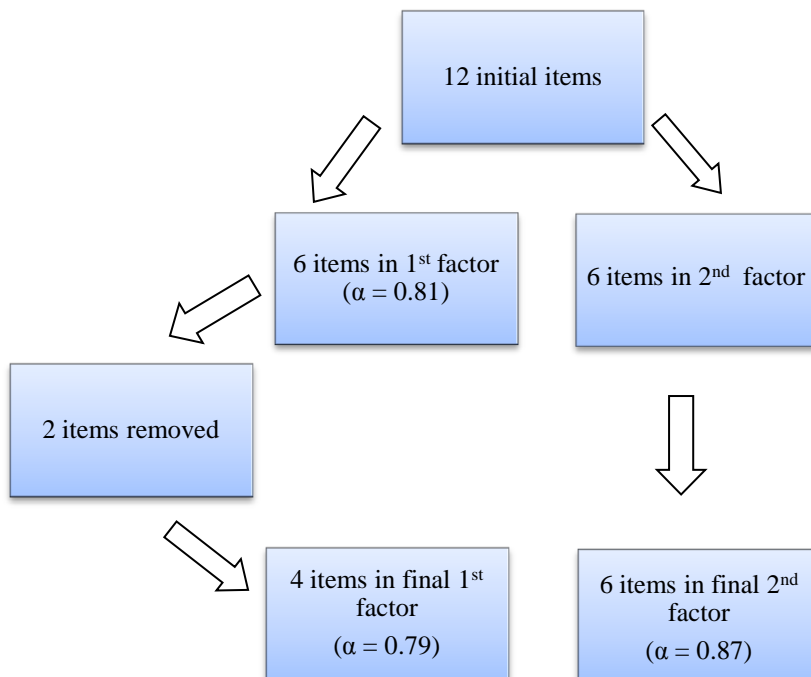 12 initial items
6 items in 1st factor
(α = 0.81)
6 items in 2nd factor
2 items removed
4 items in final 1st
factor
(α = 0.79)
6 items in final 2nd
factor
(α = 0.87)